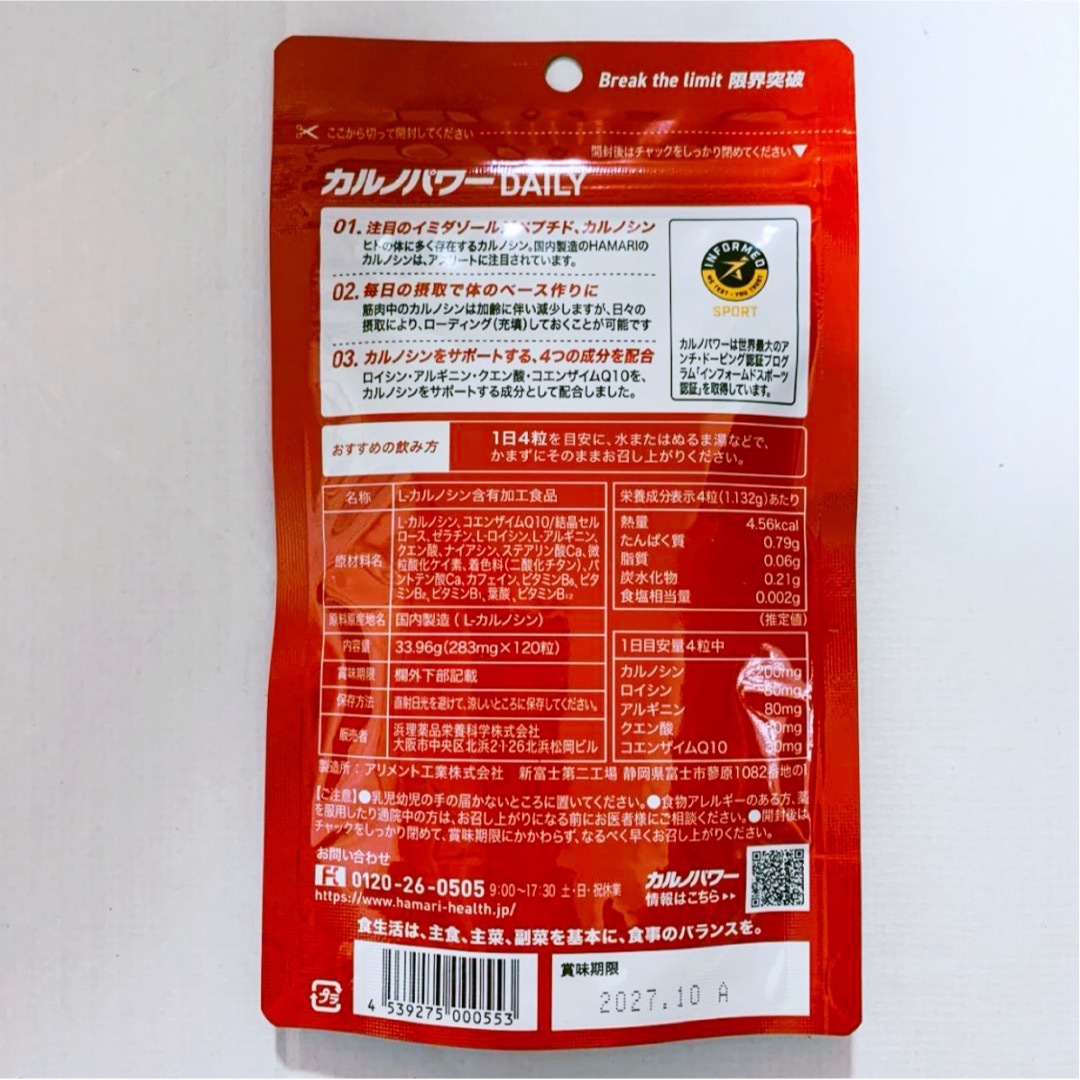 Break the limit 限界突破
ここから切って開封してください
開封後はチャックをしっかり閉めてください▼
カルノパワー DAILY
01. 注目のイミダゾールジペプチド、カルノシン
ヒトの体に多く存在するカルノシン。国内製造のHAMARIの
カルノシンは、アスリートに注目されています。
02. 毎日の摂取で体のベース作りに
筋肉中のカルノシンは加齢に伴い減少しますが、日々の
摂取により、ローディング(充填)しておくことが可能です
03. カルノシンをサポートする、4つの成分を配合
ロイシン・アルギニン・クエン酸・コエンザイムQ10を、
カルノシンをサポートする成分として配合しました。
INFORMED
WE TEST・YOU TRUST
SPORT
カルノパワーは世界最大のア
ンチ・ドーピング認証プログ
ラム「インフォームドスポーツ
認証」を取得しています。
おすすめの飲み方
1日4粒を目安に、水またはぬるま湯などで、
かまずにそのままお召し上がりください。
名称 L-カルノシン含有加工食品
原材料名
L-カルノシン、コエンザイムQ10/結晶セル
ロース、ゼラチン、L-ロイシン、L-アルギニン、
クエン酸、ナイアシン、ステアリン酸Ca、微
粒酸化ケイ素、着色料(二酸化チタン)、パ
ントテン酸Ca、カフェイン、ビタミンB6、ビタ
ミンB2、ビタミンB1、葉酸、ビタミンB12
原料原産地名 国内製造(L-カルノシン)
内容量 33.96g(283mg×120粒)
賞味期限 欄外下部記載
保存方法 直射日光を避けて、涼しいところに保存してください。
販売者
浜理薬品栄養科学株式会社
大阪市中央区北浜2-1-26北浜松岡ビル
栄養成分表示4粒(1.132g)あたり
熱量 4.56kcal
たんぱく質 0.79g
脂質 0.06g
炭水化物 0.21g
食塩相当量 0.002g
(推定値)
1日目安量4粒中
カルノシン 200mg
ロイシン 80mg
アルギニン 80mg
クエン酸
コエンザイムQ10
製造所:アリメント工業株式会社 新富士第二工場 静岡県富士市蓼原1082番地の1
【ご注意】●乳児幼児の手の届かないところに置いてください。●食物アレルギーのある方、薬
を服用したり通院中の方は、お召し上がりになる前にお医者様にご相談ください。●開封後は
チャックをしっかり閉めて、賞味期限にかかわらず、なるべく早くお召し上がりください。
お問い合わせ
0120-26-0505 9:00〜17:30 土・日・祝休業
https://www.hamari-health.jp/
カルノパワー
情報はこちら▸▸
食生活は、主食、主菜、副菜を基本に、食事のバランスを。
プラ
4 539275 000553
賞味期限
2027.10 A